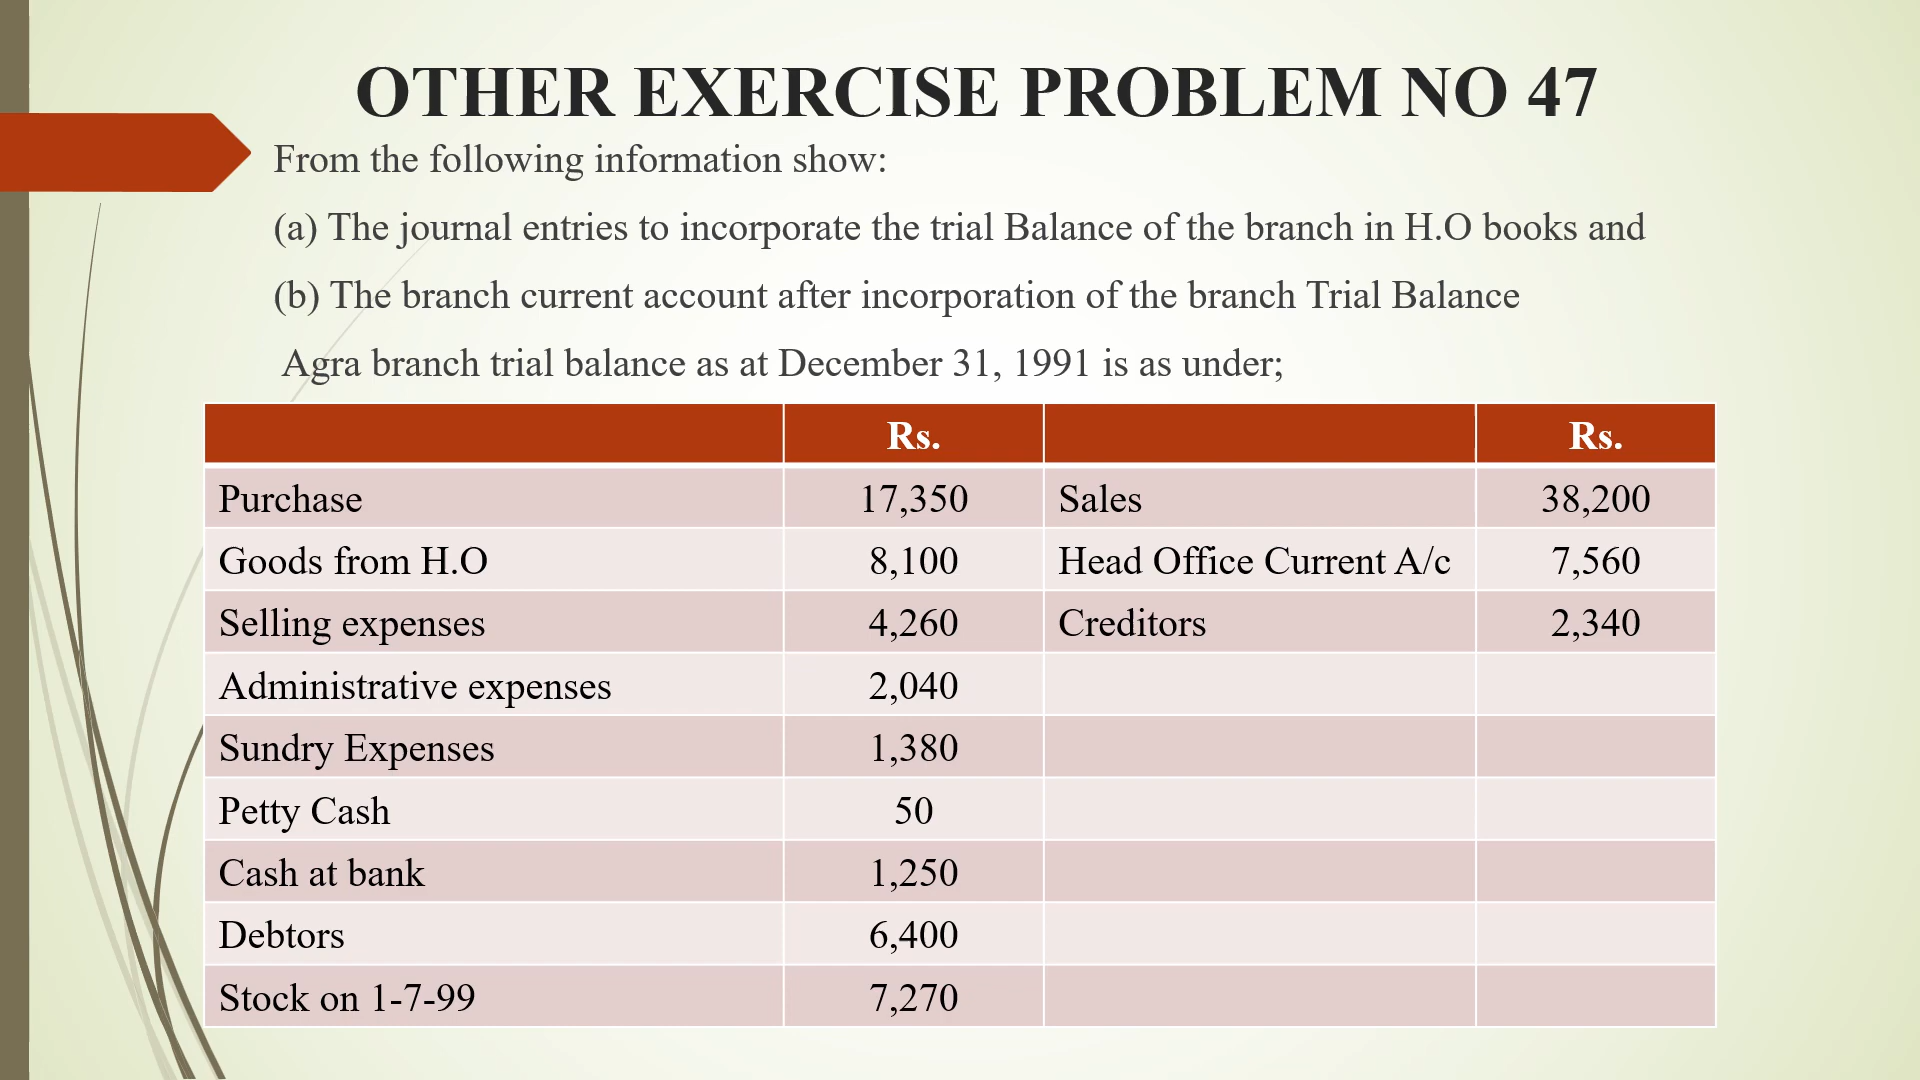 OTHER EXERCISE PROBLEM NO 47
From the following information show:
(a) The journal entries to incorporate the trial Balance of the branch in H.O books and
(b) The branch current account after incorporation of the branch Trial Balance
Agra branch trial balance as at December 31, 1991 is as under;
Rs. Rs.
Purchase 17,350 Sales 38,200
Goods from H.O 8,100 Head Office Current A/c 7,560
Selling expenses 4,260 Creditors 2,340
Administrative expenses 2,040
Sundry Expenses 1,380
Petty Cash 50
Cash at bank 1,250
Debtors 6,400
Stock on 1-7-99 7,270